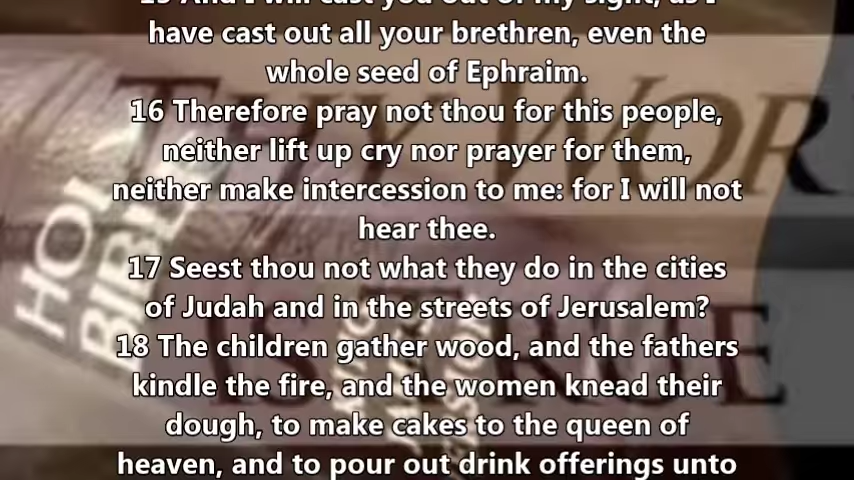 15 And I will cast you out of my sight, as I
have cast out all your brethren, even the
whole seed of Ephraim.
16 Therefore pray not thou for this people,
neither lift up cry nor prayer for them,
neither make intercession to me: for I will not
hear thee.
17 Seest thou not what they do in the cities
of Judah and in the streets of Jerusalem?
18 The children gather wood, and the fathers
kindle the fire, and the women knead their
dough, to make cakes to the queen of
heaven, and to pour out drink offerings unto
HOLY
BIBLE